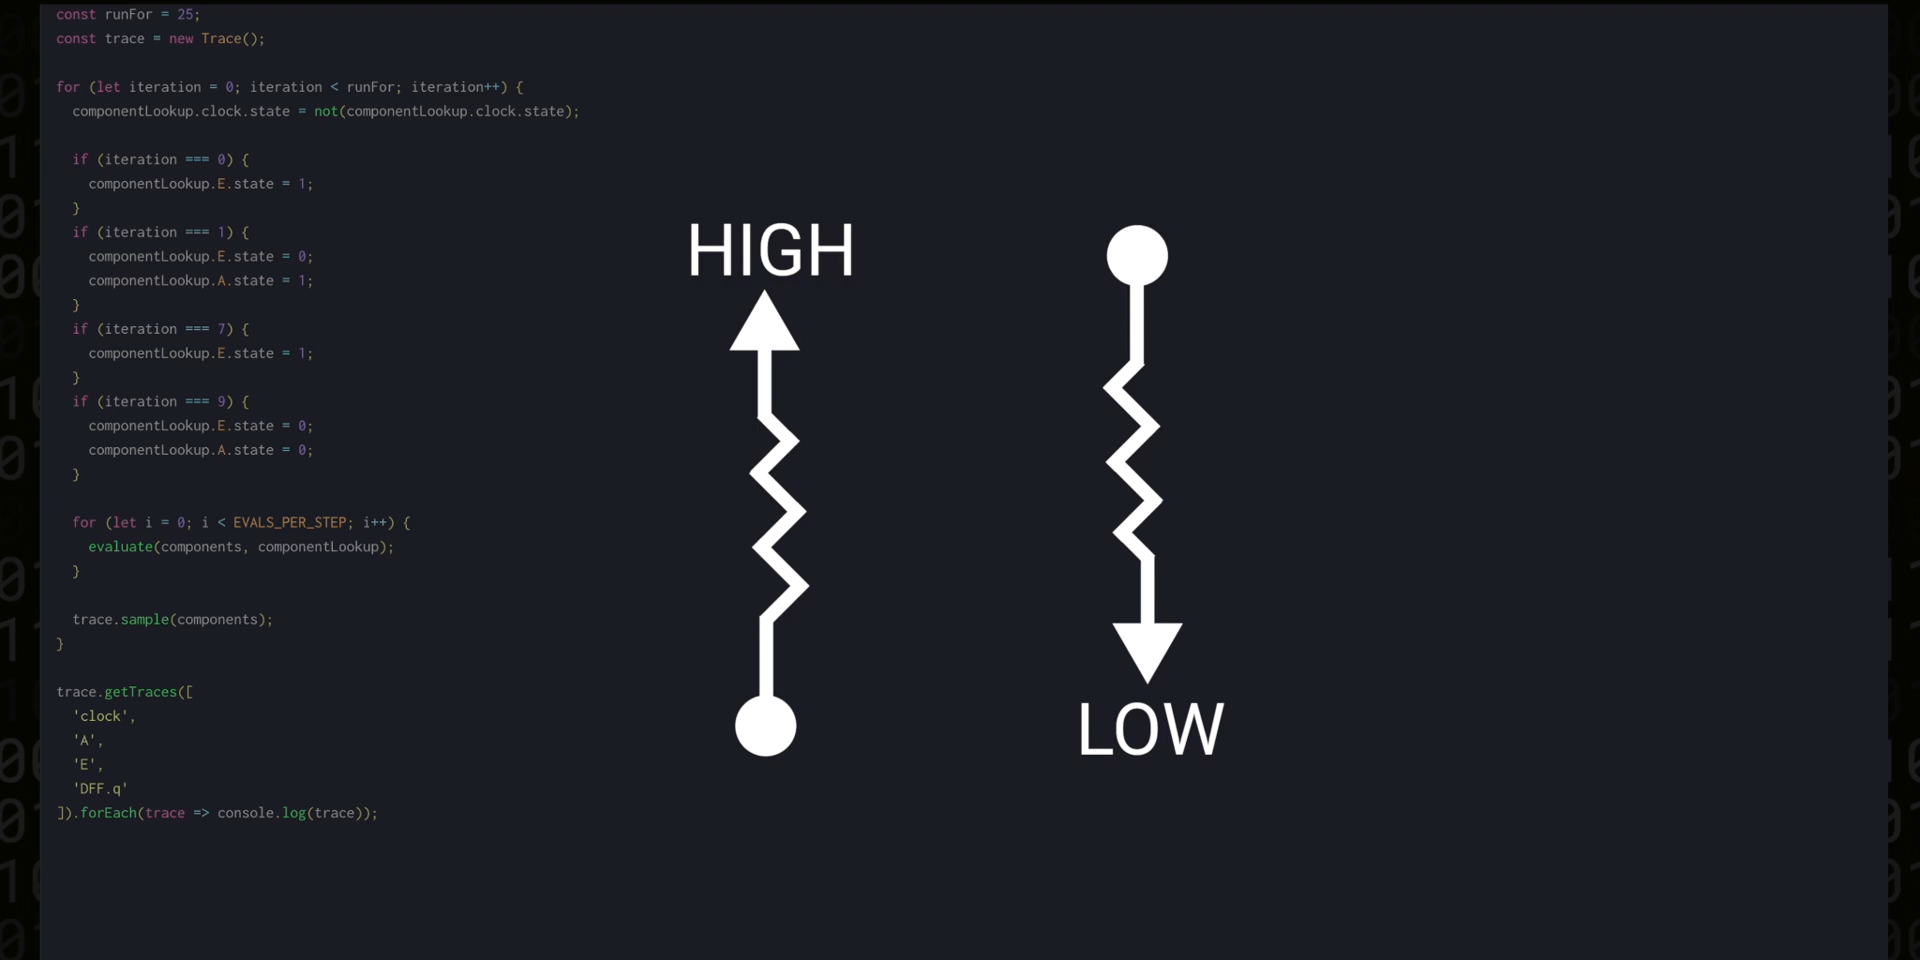 const runFor = 25;
const trace = new Trace();
for (let iteration = 0; iteration < runFor; iteration++) {
componentLookup.clock.state = not(componentLookup.clock.state);
if (iteration === 0) {
componentLookup.E.state = 1;
}
if (iteration === 1) {
componentLookup.E.state = 0;
componentLookup.A.state = 1;
}
if (iteration === 7) {
componentLookup.E.state = 1;
}
if (iteration === 9) {
componentLookup.E.state = 0;
componentLookup.A.state = 0;
}
for (let i = 0; i < EVALS_PER_STEP; i++) {
evaluate(components, componentLookup);
}
trace.sample(components);
}
trace.getTraces([
'clock',
'A',
'E',
'DFF.q'
]).forEach(trace => console.log(trace));
HIGH
LOW